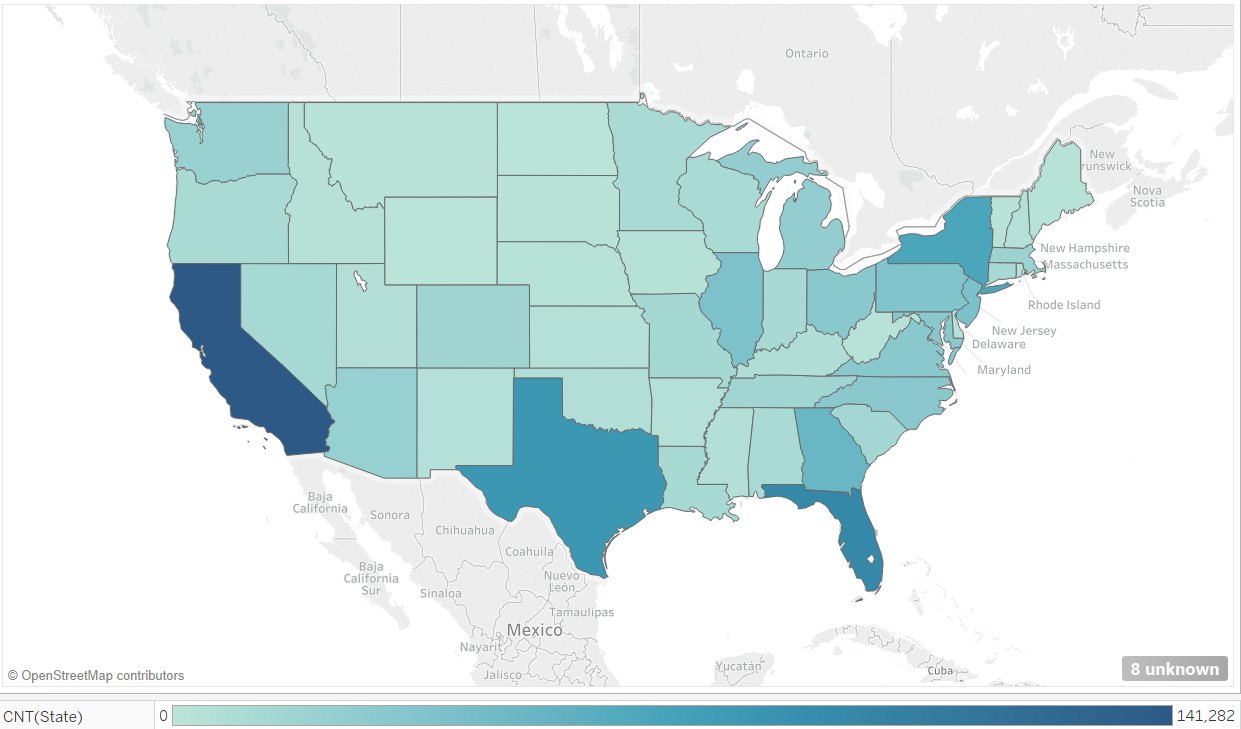 Ontario
New
runswick
Nova
Scotia
New Hampshire
Massachusetts
Rhode Island
New Jersey
Delaware
Maryland
Baja
California
Sonora
Chihuahua
Coahuila
Baja
California
Sur
Sinaloa
Nuevo
León
Tamaulipas
Mexico
Nayarit
Jalisco
Yucatán
Cuba
© OpenStreetMap contributors
8 unknown
CNT(State)
0
141,282